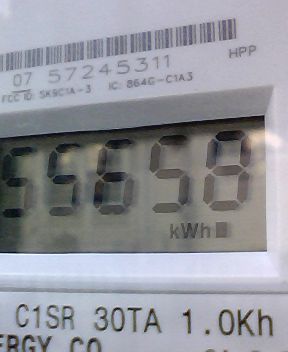 07 57245311 HPP
FCC ID: SK9C1A-3 IC: 864G-C1A3
55658
kWh
C1SR 30TA 1.0Kh
ERGY CO